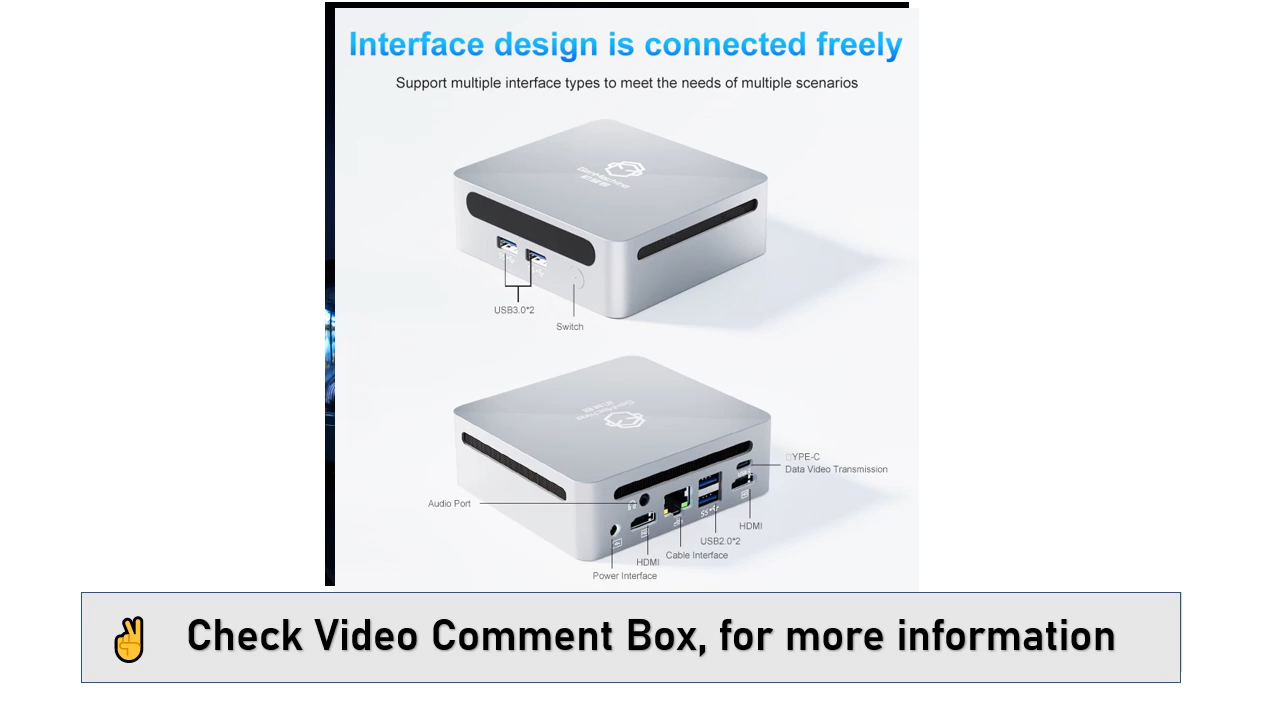 Interface design is connected freely
Support multiple interface types to meet the needs of multiple scenarios
GenMachine
USB3.0*2
Switch
YPE-C
Data Video Transmission
Audio Port
HDMI
USB2.0*2
Cable Interface
HDMI
Power Interface
Check Video Comment Box, for more information